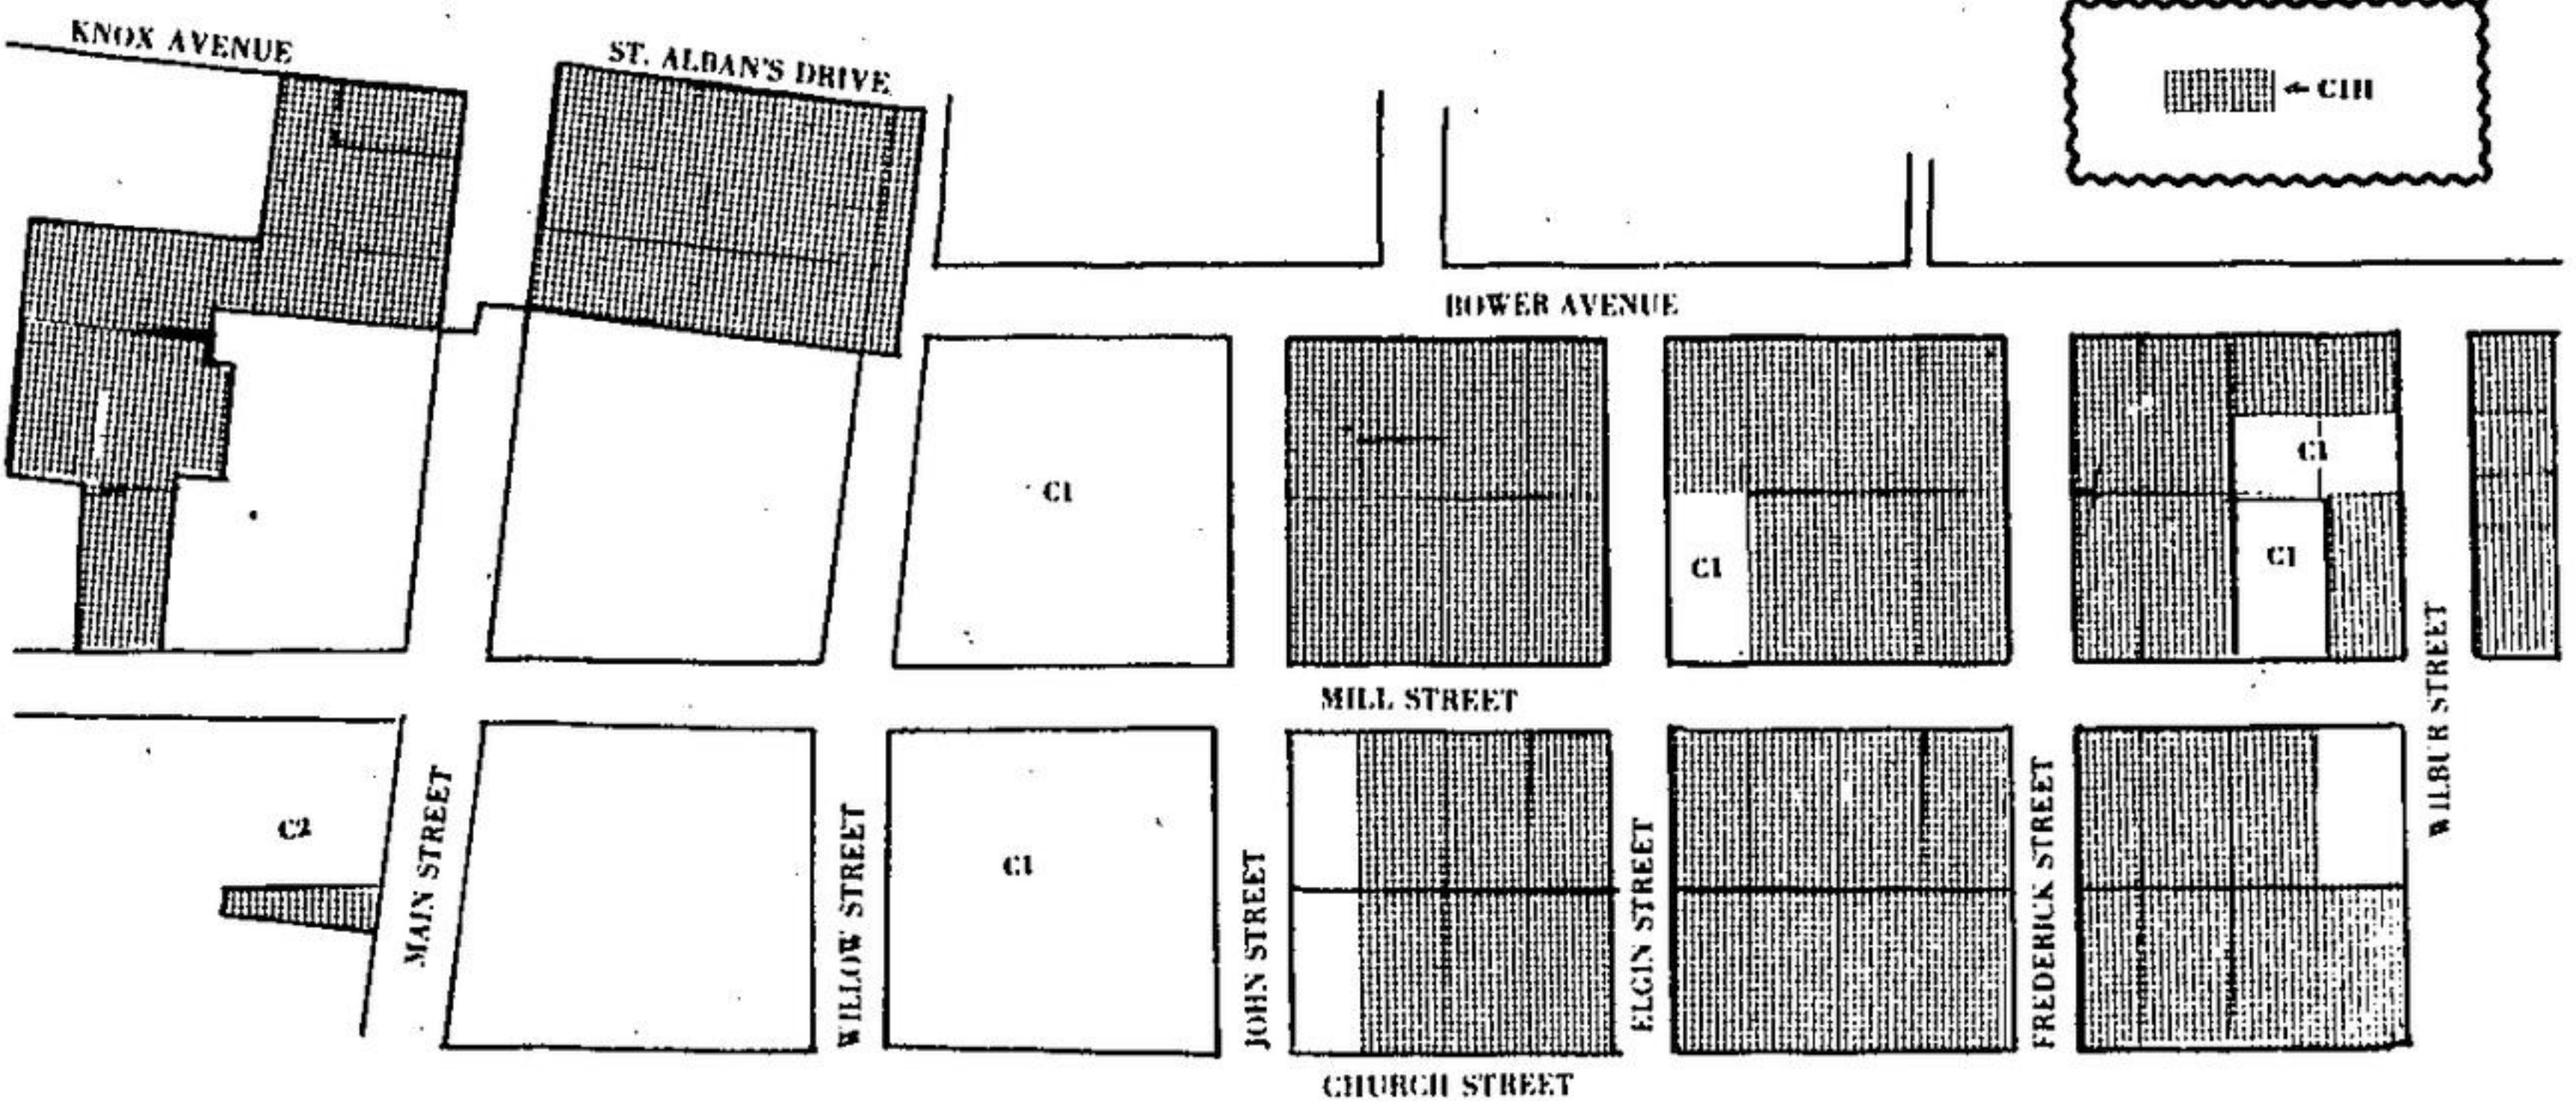 KNOX AVENUE
ST. ALBAN'S DRIVE
C1H
BOWER AVENUE
C1
C1
C1
C1
MILL STREET
WILBUR STREET
C2
MAIN STREET
WILLOW STREET
C1
JOHN STREET
ELGIN STREET
FREDERICK STREET
CHURCH STREET